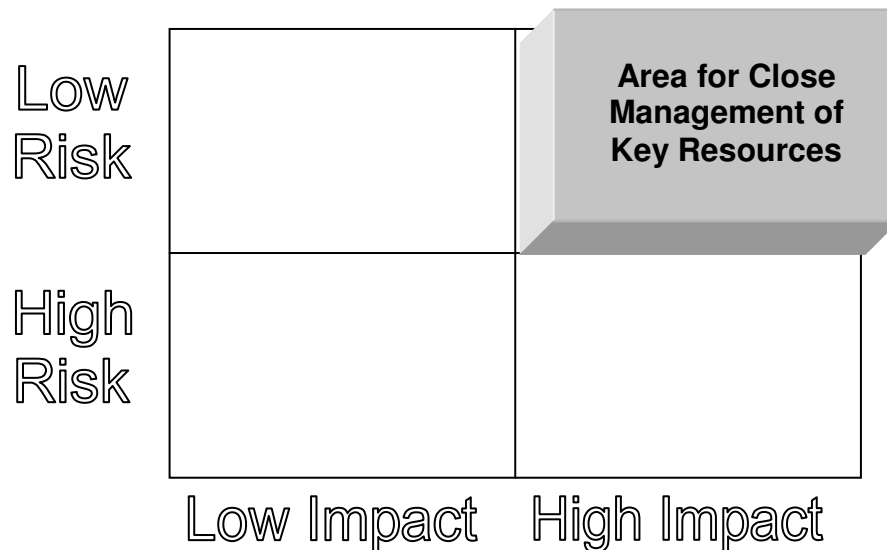 Low
Risk
Area for Close
Management of
Key Resources
High
Risk
Low Impact
High Impact